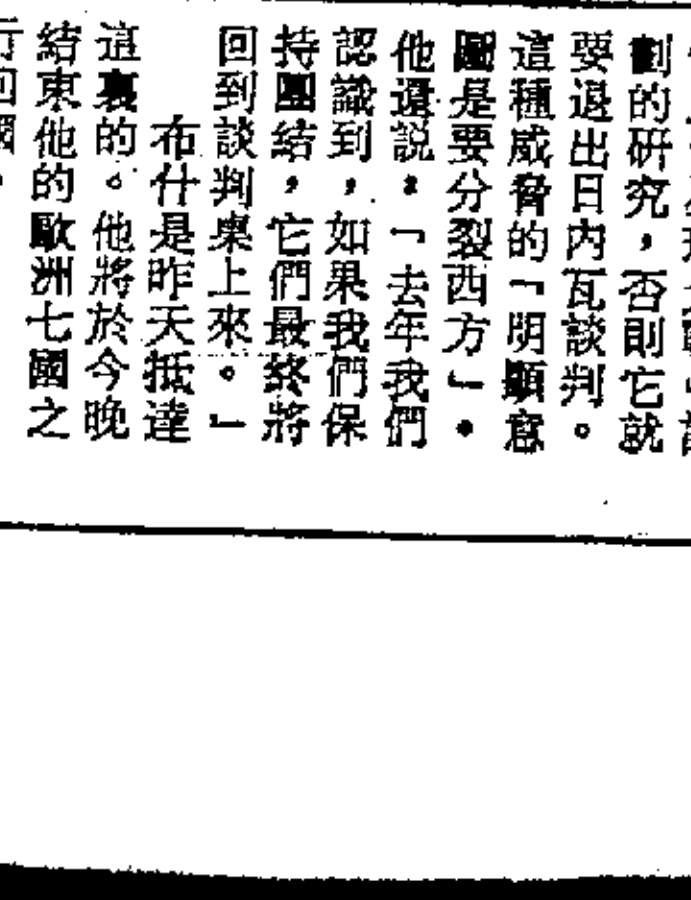 劃的研究，否則它就
要退出日內瓦談判。
這種威脅的「明顯意
圖是要分裂西方」。
他還説：「去年我們
認識到，如果我們保
持團結，它們最終將
回到談判桌上來。」
布什是昨天抵達
這裏的。他將於今晚
結束他的歐洲七國之
行回國。